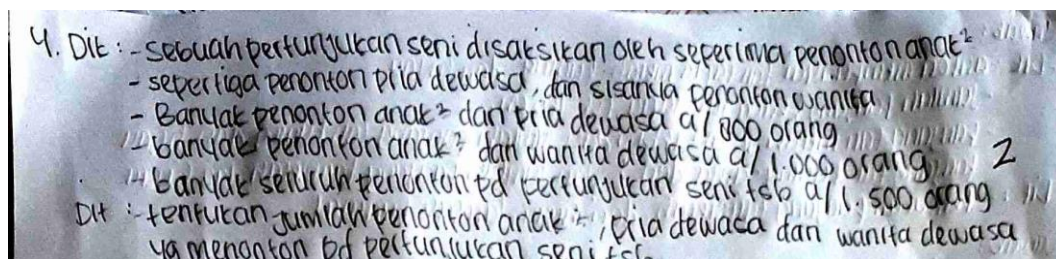 4. Dik : - sebuah pertunjukan seni disaksikan oleh seperlima penonton anak²
- sepertiga penonton pria dewasa, dan sisanya penonton wanita
- Banyak penonton anak² dan pria dewasa a/ 800 orang
- banyak penonton anak² dan wanita dewasa a/ 1.000 orang 2
- banyak seluruh penonton pd pertunjukan seni tsb a/ 1.500 orang
Dit : - tentukan jumlah penonton anak², pria dewasa dan wanita dewasa
yg menonton pd pertunjukan seni tsb